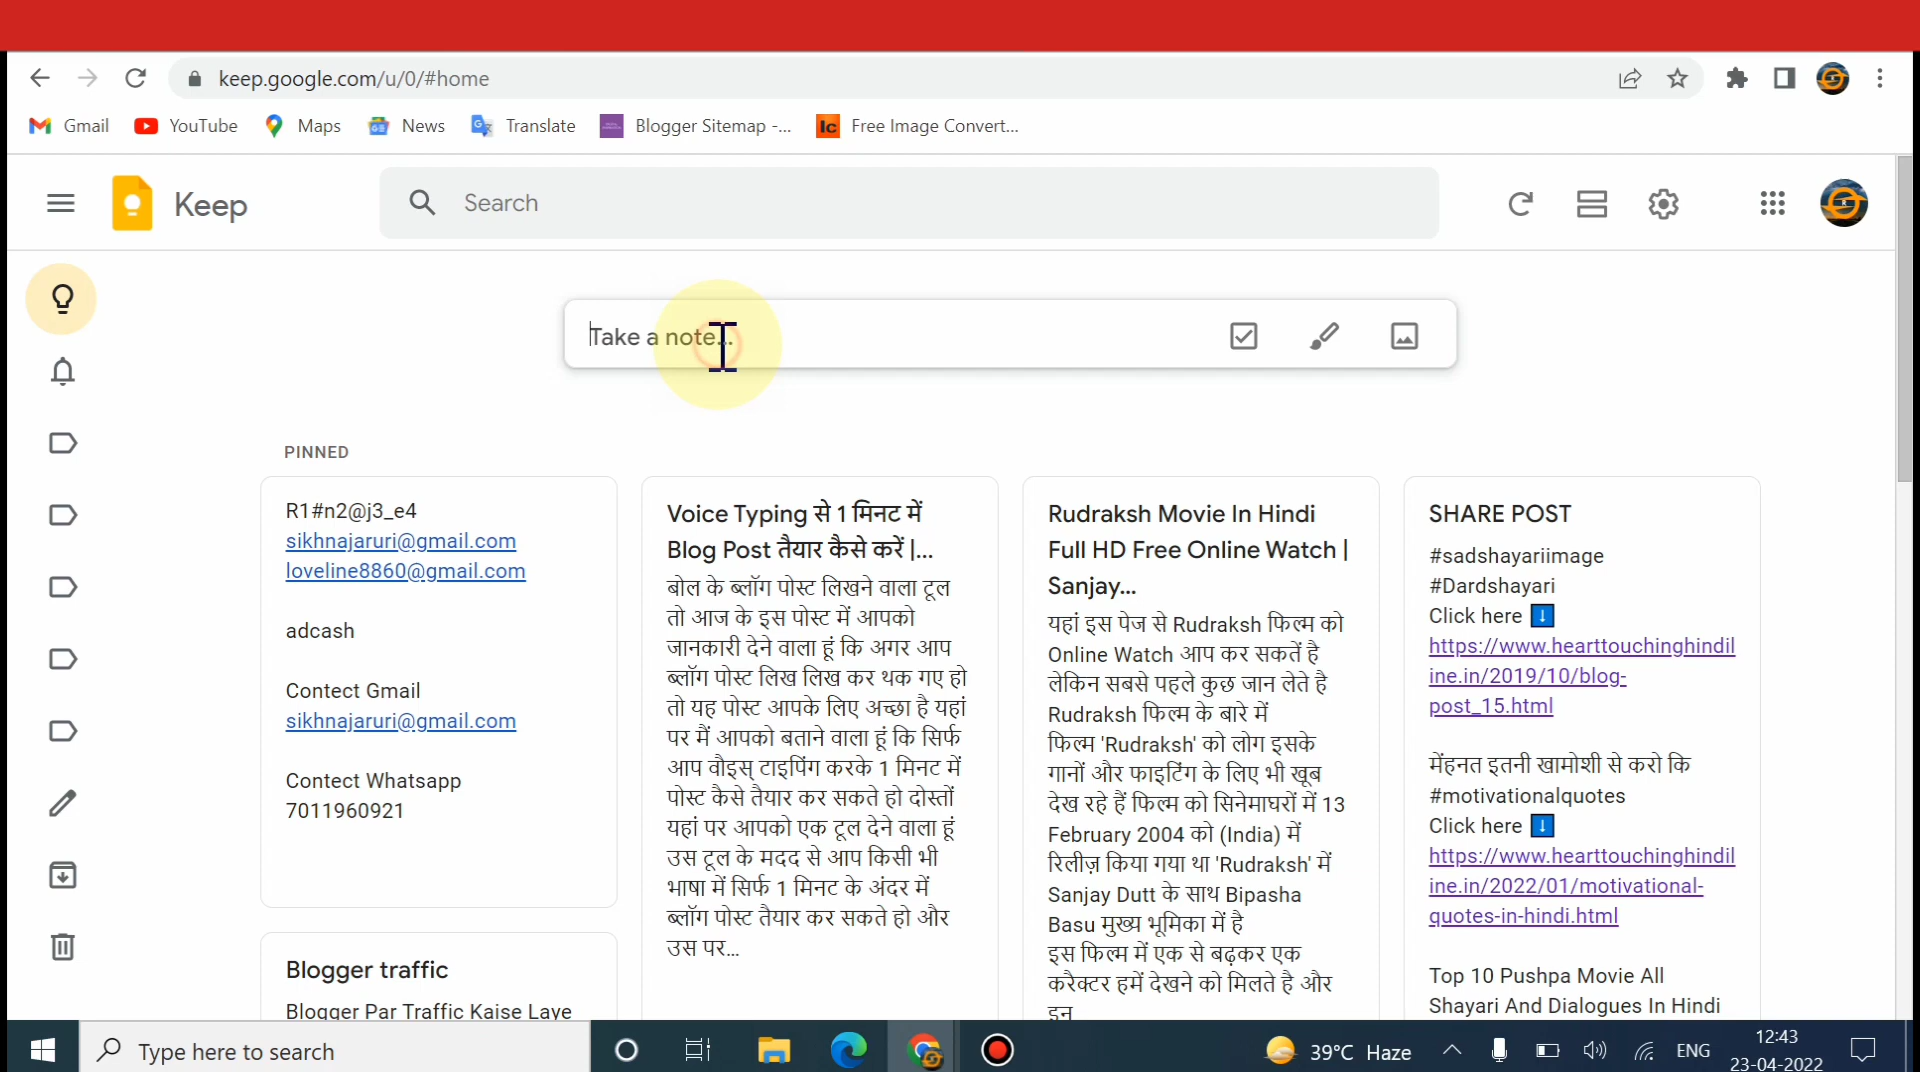 keep.google.com/u/0/#home
Gmail YouTube Maps News Translate Blogger Sitemap -... Free Image Convert...
Keep
Search
Take a note...
PINNED
R1#n2@j3_e4
sikhnajaruri@gmail.com
loveline8860@gmail.com
adcash
Contect Gmail
sikhnajaruri@gmail.com
Contect Whatsapp
7011960921
Blogger traffic
Blogger Par Traffic Kaise Laye
Voice Typing से 1 मिनट में
Blog Post तैयार कैसे करें |...
बोल के ब्लॉग पोस्ट लिखने वाला टूल
तो आज के इस पोस्ट में आपको
जानकारी देने वाला हूं कि अगर आप
ब्लॉग पोस्ट लिख लिख कर थक गए हो
तो यह पोस्ट आपके लिए अच्छा है यहां
पर मैं आपको बताने वाला हूं कि सिर्फ
आप वौइस् टाइपिंग करके 1 मिनट में
पोस्ट कैसे तैयार कर सकते हो दोस्तों
यहां पर आपको एक टूल देने वाला हूं
उस टूल के मदद से आप किसी भी
भाषा में सिर्फ 1 मिनट के अंदर में
ब्लॉग पोस्ट तैयार कर सकते हो और
उस पर...
Rudraksh Movie In Hindi
Full HD Free Online Watch |
Sanjay...
यहां इस पेज से Rudraksh फिल्म को
Online Watch आप कर सकतें है
लेकिन सबसे पहले कुछ जान लेते है
Rudraksh फिल्म के बारे में
फिल्म 'Rudraksh' को लोग इसके
गानों और फाइटिंग के लिए भी खूब
देख रहे हैं फिल्म को सिनेमाघरों में 13
February 2004 को (India) में
रिलीज़ किया गया था 'Rudraksh' में
Sanjay Dutt के साथ Bipasha
Basu मुख्य भूमिका में है
इस फिल्म में एक से बढ़कर एक
करैक्टर हमें देखने को मिलते है और
इन
SHARE POST
#sadshayariimage
#Dardshayari
Click here ⬇
https://www.hearttouchinghindil
ine.in/2019/10/blog-
post_15.html
मेंहनत इतनी खामोशी से करो कि
#motivationalquotes
Click here ⬇
https://www.hearttouchinghindil
ine.in/2022/01/motivational-
quotes-in-hindi.html
Top 10 Pushpa Movie All
Shayari And Dialogues In Hindi
Type here to search
39°C Haze
ENG
12:43
23-04-2022